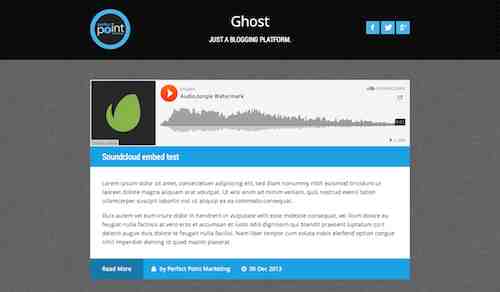 perfect
point
Ghost
JUST A BLOGGING PLATFORM.
AudioJungle Watermark
Soundcloud embed test
Lorem ipsum dolor sit amet, consectetuer adipiscing elit, sed diam nonummy nibh euismod tincidunt ut
laoreet dolore magna aliquam erat volutpat. Ut wisi enim ad minim veniam, quis nostrud exerci tation
ullamcorper suscipit lobortis nisl ut aliquip ex ea commodo consequat.
Duis autem vel eum iriure dolor in hendrerit in vulputate velit esse molestie consequat, vel illum dolore eu
feugiat nulla facilisis at vero eros et accumsan et iusto odio dignissim qui blandit praesent luptatum zzril
delenit augue duis dolore te feugait nulla facilisi. Nam liber tempor cum soluta nobis eleifend option congue
nihil imperdiet doming id quod mazim placerat.
Read More by Perfect Point Marketing 06 Dec 2013